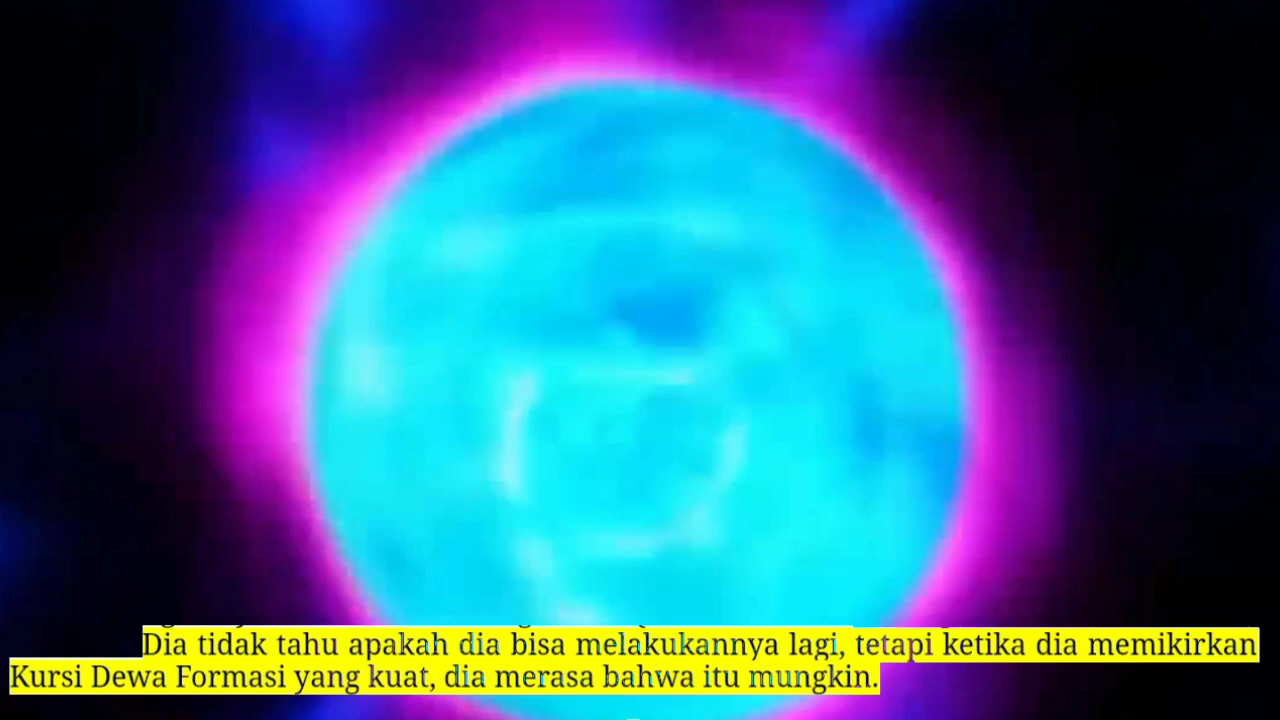 Dia tidak tahu apakah dia bisa melakukannya lagi, tetapi ketika dia memikirkan
Kursi Dewa Formasi yang kuat, dia merasa bahwa itu mungkin.